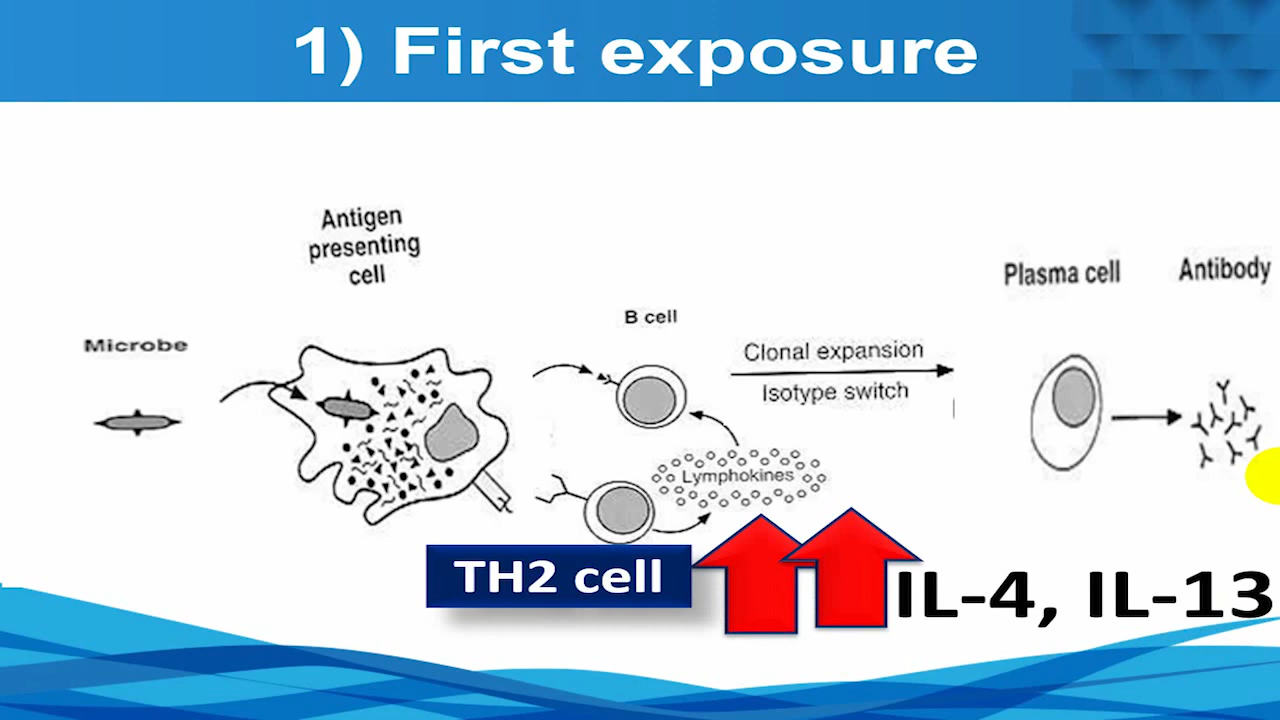 1) First exposure
Antigen
presenting
cell
Microbe
B cell
Clonal expansion
Isotype switch
Plasma cell
Antibody
Lymphokines
TH2 cell
IL-4, IL-13